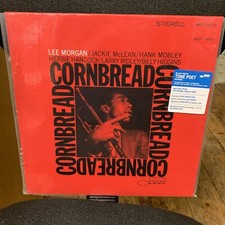 STEREO
LEE MORGAN JACKIE McLEAN/HANK MOBLEY
HERBIE HANCOCK/LARRY RIDLEY/BILLY HIGGINS
CORNBREAD
CORNBREAD
CORNBREAD
CORNBREAD
TONE POET